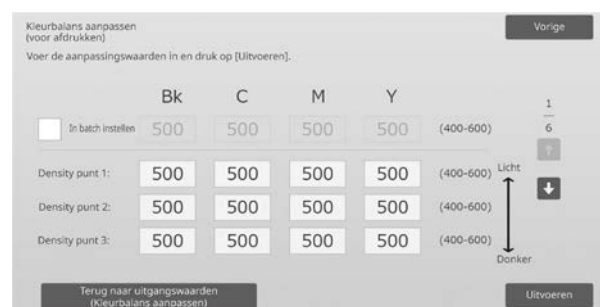 Kleurbalans aanpassen
(voor afdrukken)
Vorige
Voer de aanpassingswaarden in en druk op [Uitvoeren].
Bk C M Y
In batch instellen 500 500 500 500 (400-600)
1
6
Density punt 1: 500 500 500 500 (400-600) Licht
Density punt 2: 500 500 500 500 (400-600)
Density punt 3: 500 500 500 500 (400-600)
Donker
Terug naar uitgangswaarden
(Kleurbalans aanpassen)
Uitvoeren